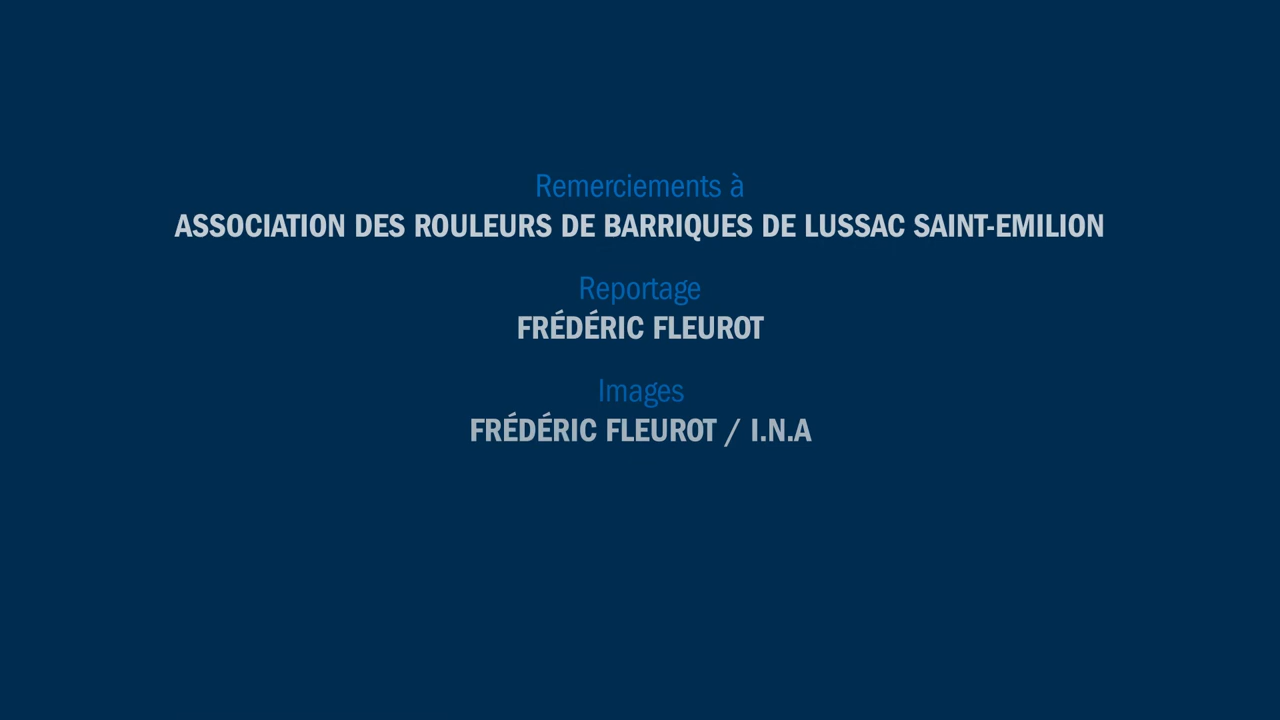 Remerciements à
ASSOCIATION DES ROULEURS DE BARRIQUES DE LUSSAC SAINT-EMILION
Reportage
FRÉDÉRIC FLEUROT
Images
FRÉDÉRIC FLEUROT / I.N.A